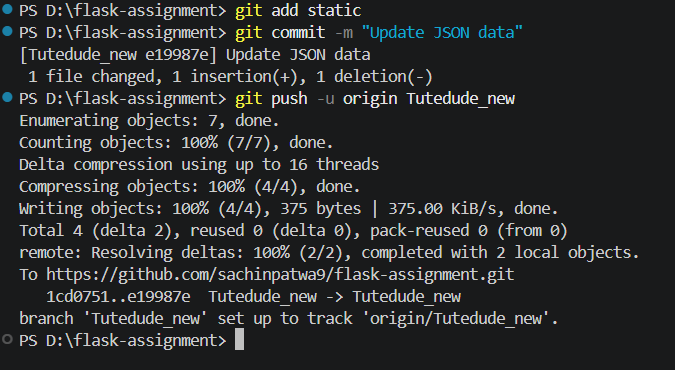 PS D:\flask-assignment> git add static
PS D:\flask-assignment> git commit -m "Update JSON data"
[Tutedude_new e19987e] Update JSON data
1 file changed, 1 insertion(+), 1 deletion(-)
PS D:\flask-assignment> git push -u origin Tutedude_new
Enumerating objects: 7, done.
Counting objects: 100% (7/7), done.
Delta compression using up to 16 threads
Compressing objects: 100% (4/4), done.
Writing objects: 100% (4/4), 375 bytes | 375.00 KiB/s, done.
Total 4 (delta 2), reused 0 (delta 0), pack-reused 0 (from 0)
remote: Resolving deltas: 100% (2/2), completed with 2 local objects.
To https://github.com/sachinpatwa9/flask-assignment.git
1cd0751..e19987e  Tutedude_new -> Tutedude_new
branch 'Tutedude_new' set up to track 'origin/Tutedude_new'.
PS D:\flask-assignment>